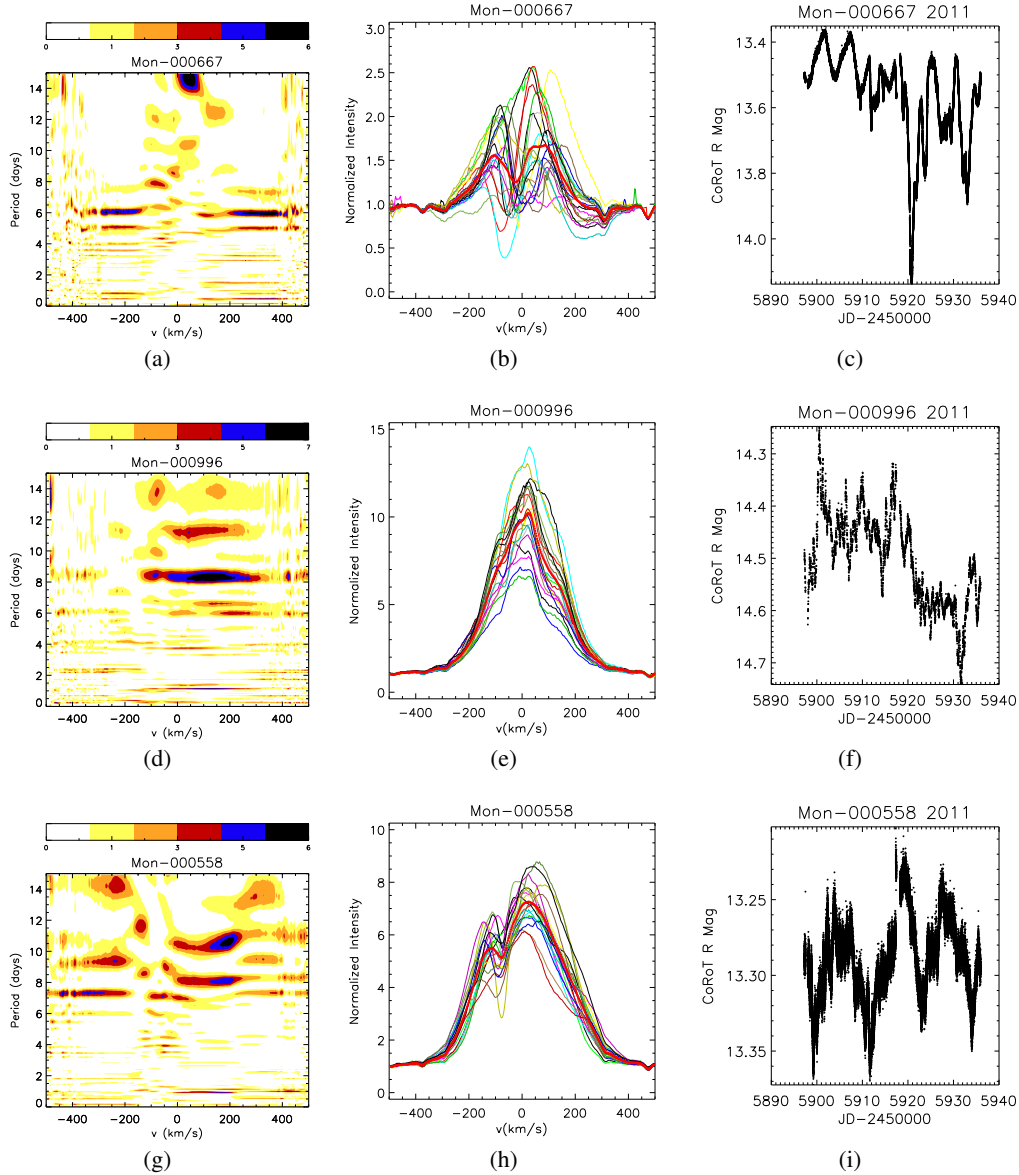 0 1 3 3 5 6
Mon-000667
Period (days)
14
12
10
8
6
4
2
0
-400 -200 0 200 400
v (km/s)
(a)
Mon-000667
Normalized Intensity
3.0
2.5
2.0
1.5
1.0
0.5
0.0
-400 -200 0 200 400
v(km/s)
(b)
Mon-000667 2011
CoRoT R Mag
13.4
13.6
13.8
14.0
5890 5900 5910 5920 5930 5940
JD-2450000
(c)
0 1 2 3 5 6 7
Mon-000996
Period (days)
14
12
10
8
6
4
2
0
-400 -200 0 200 400
v (km/s)
(d)
Mon-000996
Normalized Intensity
15
10
5
0
-400 -200 0 200 400
v(km/s)
(e)
Mon-000996 2011
CoRoT R Mag
14.3
14.4
14.5
14.6
14.7
5890 5900 5910 5920 5930 5940
JD-2450000
(f)
0 1 3 3 5 6
Mon-000558
Period (days)
14
12
10
8
6
4
2
0
-400 -200 0 200 400
v (km/s)
(g)
Mon-000558
Normalized Intensity
10
8
6
4
2
0
-400 -200 0 200 400
v(km/s)
(h)
Mon-000558 2011
CoRoT R Mag
13.25
13.30
13.35
5890 5900 5910 5920 5930 5940
JD-2450000
(i)